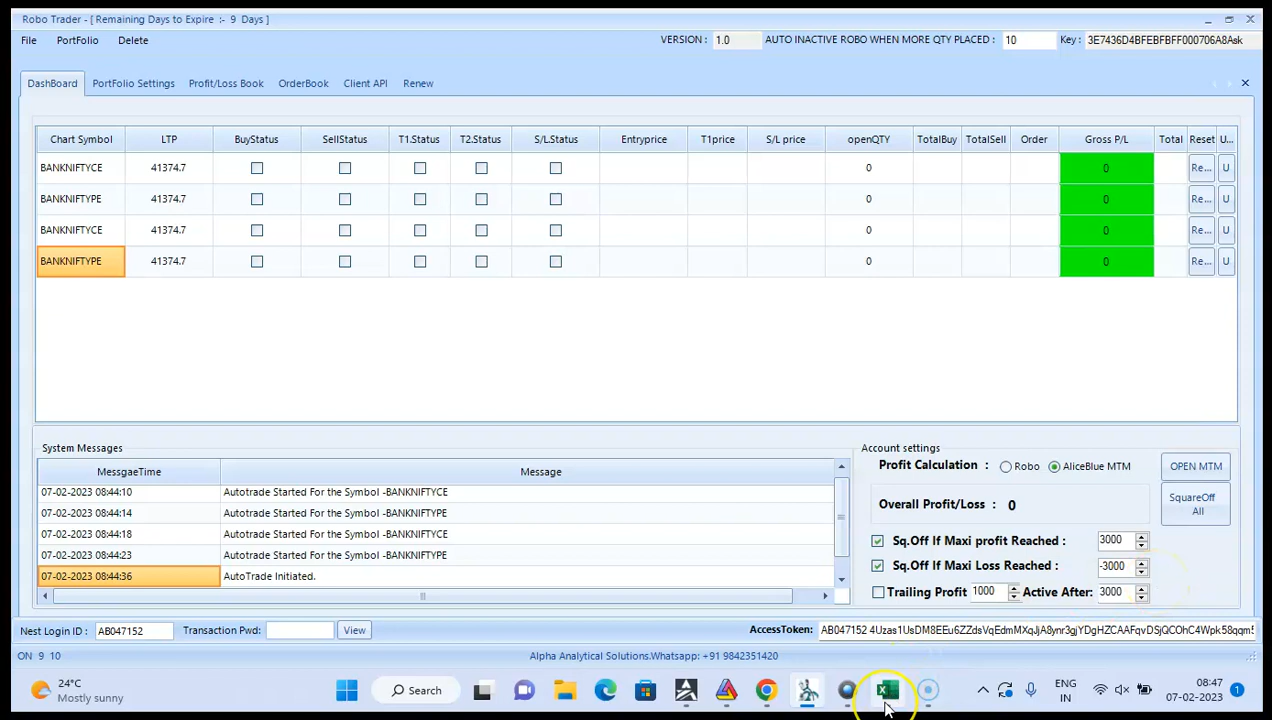 Robo Trader - [ Remaining Days to Expire :- 9 Days ]
File PortFolio Delete VERSION : 1.0 AUTO INACTIVE ROBO WHEN MORE QTY PLACED : 10 Key : 3E7436D4BFEBFBFF000706A8Ask
DashBoard PortFolio Settings Profit/Loss Book OrderBook Client API Renew
Chart Symbol LTP BuyStatus SellStatus T1.Status T2.Status S/L.Status Entryprice T1price S/L price openQTY TotalBuy TotalSell Order Gross P/L Total Reset U...
BANKNIFTYCE 41374.7 0 0 Re... U
BANKNIFTYPE 41374.7 0 0 Re... U
BANKNIFTYCE 41374.7 0 0 Re... U
BANKNIFTYPE 41374.7 0 0 Re... U
System Messages
MessgaeTime Message
07-02-2023 08:44:10 Autotrade Started For the Symbol -BANKNIFTYCE
07-02-2023 08:44:14 Autotrade Started For the Symbol -BANKNIFTYPE
07-02-2023 08:44:18 Autotrade Started For the Symbol -BANKNIFTYCE
07-02-2023 08:44:23 Autotrade Started For the Symbol -BANKNIFTYPE
07-02-2023 08:44:36 AutoTrade Initiated.
Account settings
Profit Calculation : Robo AliceBlue MTM OPEN MTM
Overall Profit/Loss : 0 SquareOff All
Sq.Off If Maxi profit Reached : 3000
Sq.Off If Maxi Loss Reached : -3000
Trailing Profit 1000 Active After: 3000
Nest Login ID : AB047152 Transaction Pwd: View AccessToken : AB047152 4Uzas1UsDM8EEu6ZZdsVqEdmMXqJjA8ynr3gjYDgHZCAAFqvDSjQCOhC4Wpk58qqm5
ON 9 10 Alpha Analytical Solutions.Whatsapp: +91 9842351420
24°C
Mostly sunny
Search
ENG
IN
08:47
07-02-2023
1